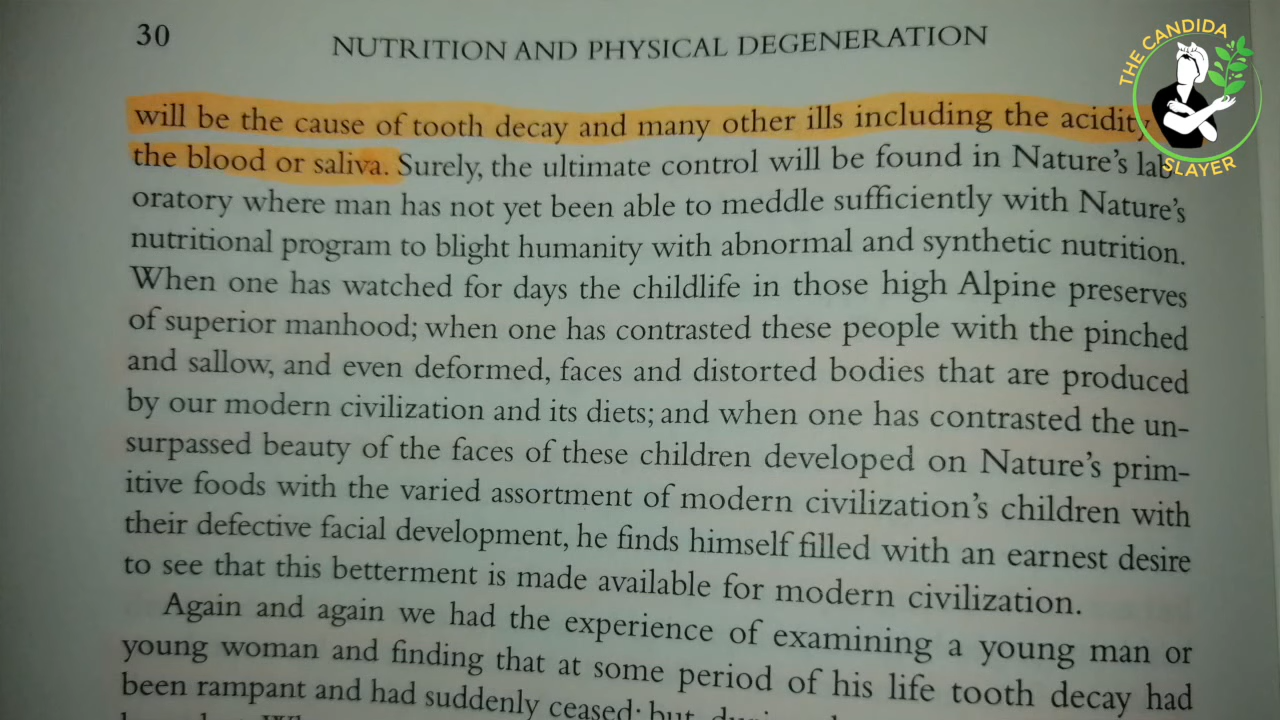 30
NUTRITION AND PHYSICAL DEGENERATION
THE CANDIDA
SLAYER
will be the cause of tooth decay and many other ills including the acidity
the blood or saliva. Surely, the ultimate control will be found in Nature's lab
oratory where man has not yet been able to meddle sufficiently with Nature's
nutritional program to blight humanity with abnormal and synthetic nutrition.
When one has watched for days the childlife in those high Alpine preserves
of superior manhood; when one has contrasted these people with the pinched
and sallow, and even deformed, faces and distorted bodies that are produced
by our modern civilization and its diets; and when one has contrasted the un-
surpassed beauty of the faces of these children developed on Nature's prim-
itive foods with the varied assortment of modern civilization's children with
their defective facial development, he finds himself filled with an earnest desire
to see that this betterment is made available for modern civilization.
Again and again we had the experience of examining a young man or
young woman and finding that at some period of his life tooth decay had
been rampant and had suddenly ceased; but,